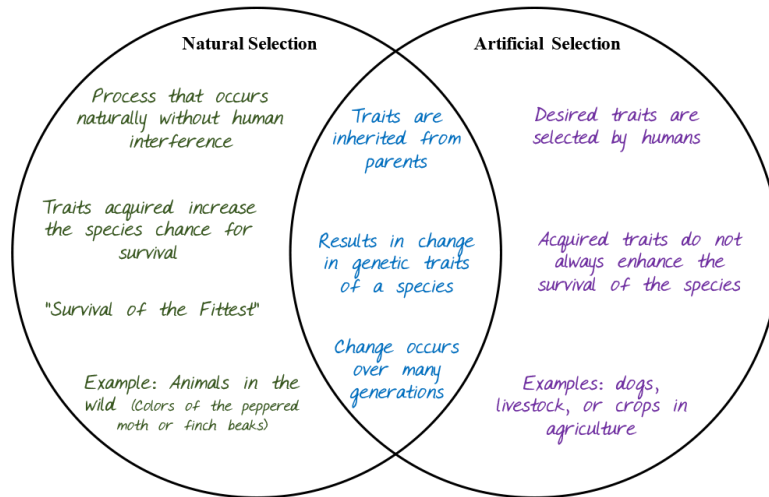 Natural Selection
Process that occurs
naturally without human
interference
Traits acquired increase
the species chance for
survival
"Survival of the Fittest"
Example: Animals in the
wild (Colors of the peppered
moth or finch beaks)
Traits are
inherited from
parents
Results in change
in genetic traits
of a species
Change occurs
over many
generations
Artificial Selection
Desired traits are
selected by humans
Acquired traits do not
always enhance the
survival of the species
Examples: dogs,
livestock, or crops in
agriculture